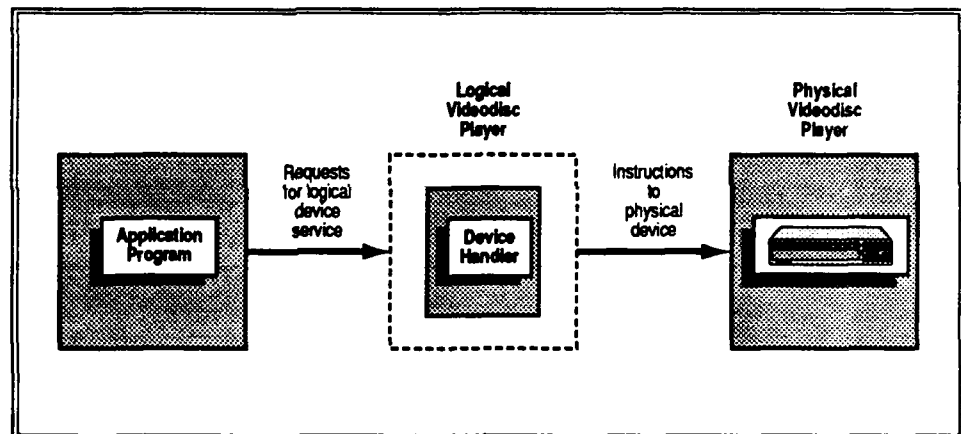 Logical
Videodisc
Player
Physical
Videodisc
Player
Requests
for logical
device
service
Instructions
to
physical
device
Application
Program
Device
Handler